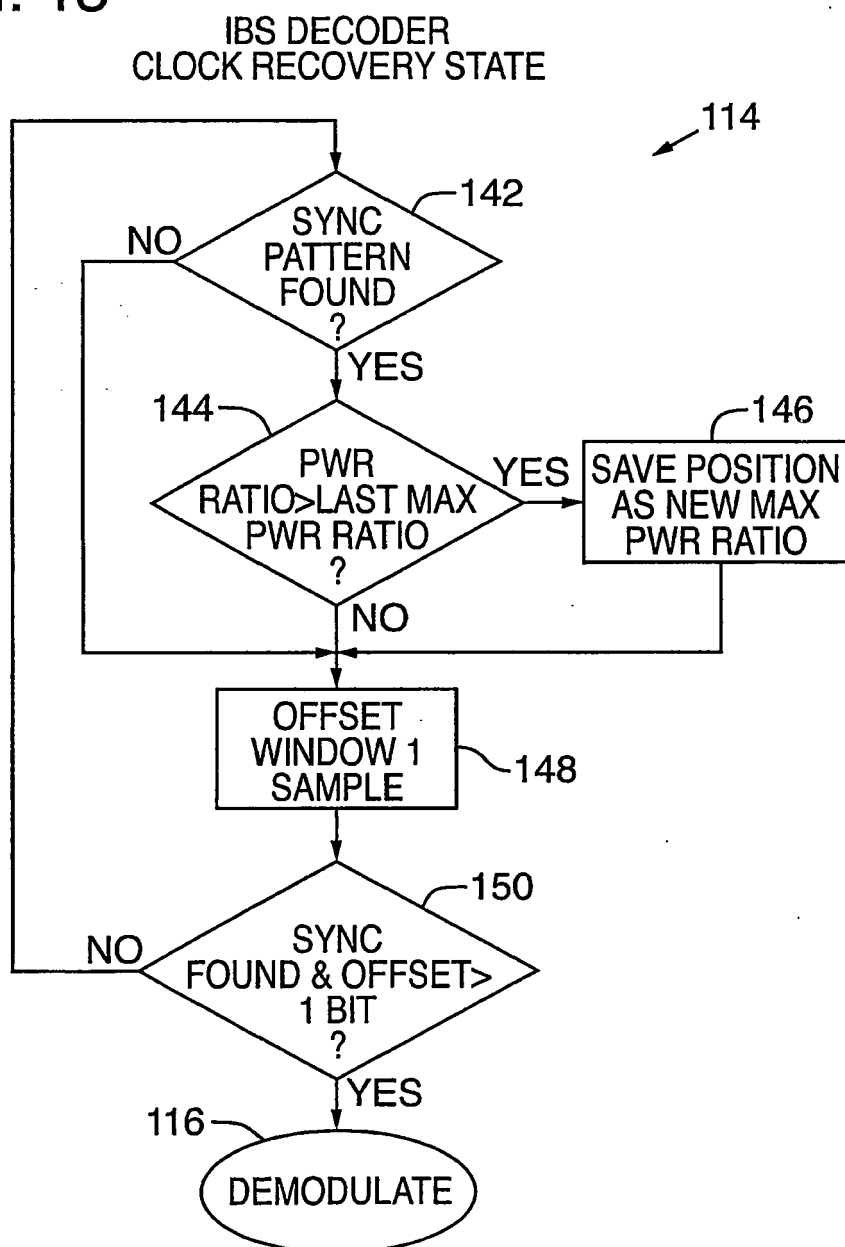 IBS DECODER
CLOCK RECOVERY STATE
114
142
SYNC
PATTERN
FOUND
?
NO
YES
144
PWR
RATIO>LAST MAX
PWR RATIO
?
YES
146
SAVE POSITION
AS NEW MAX
PWR RATIO
NO
OFFSET
WINDOW 1
SAMPLE
148
150
SYNC
FOUND & OFFSET>
1 BIT
?
NO
YES
116
DEMODULATE